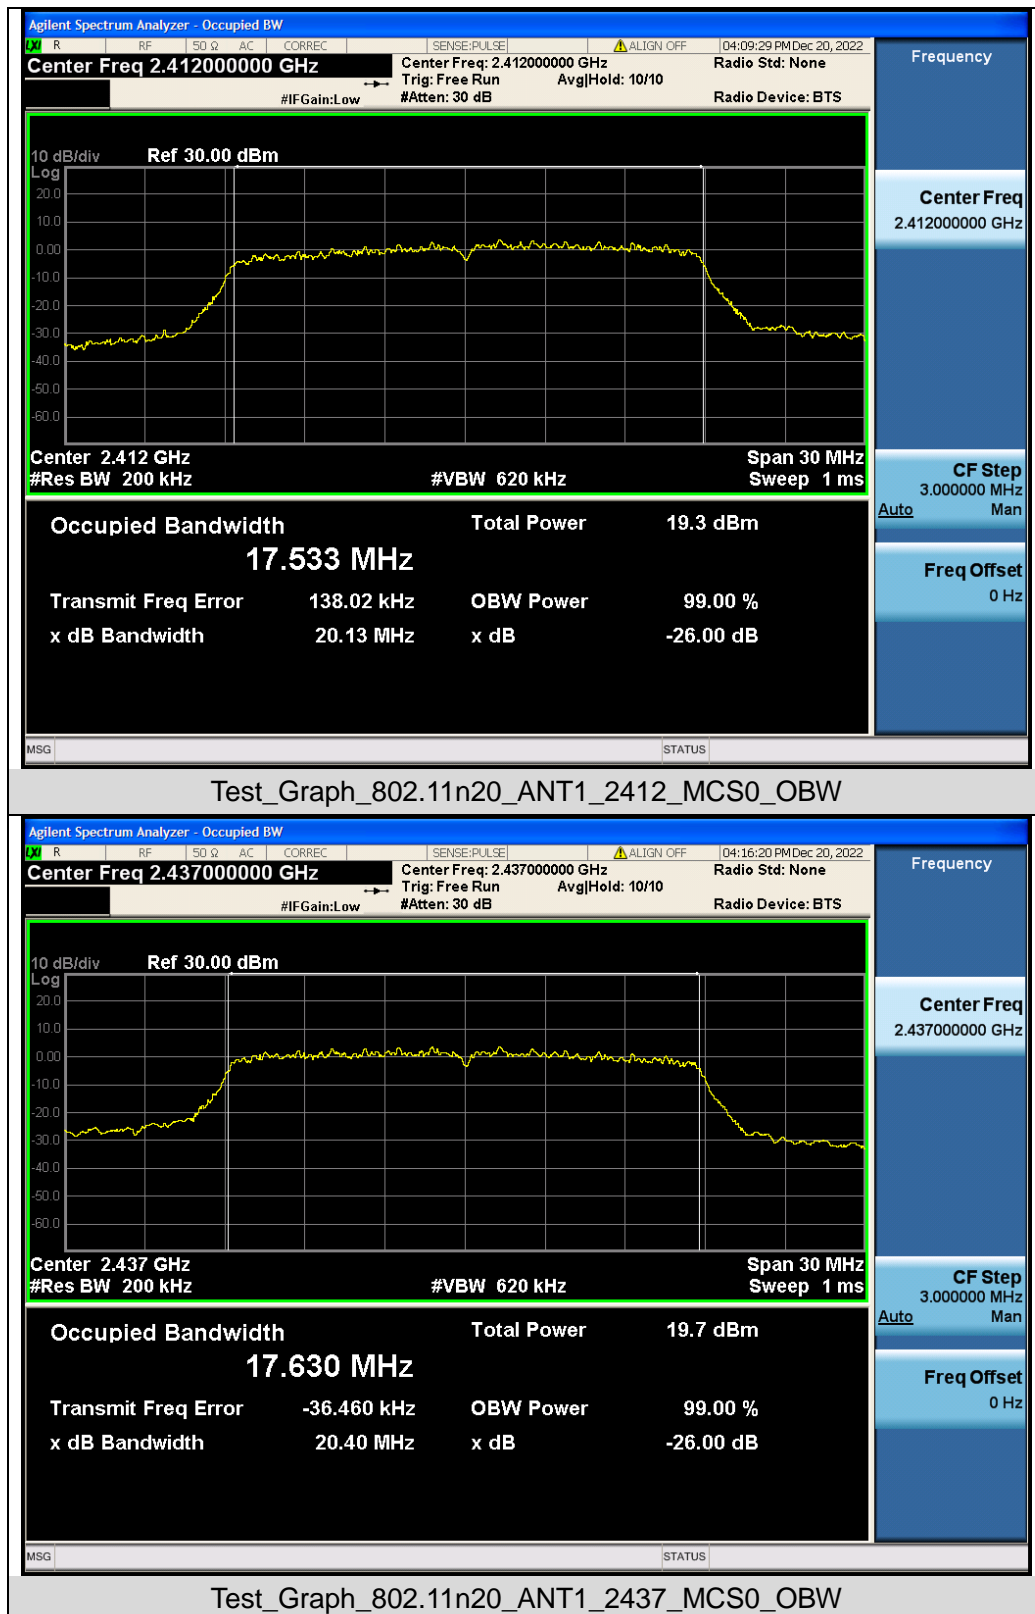 Agilent Spectrum Analyzer - Occupied BW
LXI R RF 50 Ω AC CORREC SENSE:PULSE ALIGN OFF 04:09:29 PM Dec 20, 2022
Center Freq 2.412000000 GHz
Center Freq: 2.412000000 GHz
Radio Std: None
Trig: Free Run Avg|Hold: 10/10
#IFGain:Low #Atten: 30 dB Radio Device: BTS
Frequency
10 dB/div Ref 30.00 dBm
Log
20.0
10.0
0.00
-10.0
-20.0
-30.0
-40.0
-50.0
-60.0
Center Freq
2.412000000 GHz
Center 2.412 GHz Span 30 MHz
#Res BW 200 kHz #VBW 620 kHz Sweep 1 ms
CF Step
3.000000 MHz
Auto Man
Occupied Bandwidth Total Power 19.3 dBm
17.533 MHz
Transmit Freq Error 138.02 kHz OBW Power 99.00 %
x dB Bandwidth 20.13 MHz x dB -26.00 dB
Freq Offset
0 Hz
MSG STATUS
Test_Graph_802.11n20_ANT1_2412_MCS0_OBW
Agilent Spectrum Analyzer - Occupied BW
LXI R RF 50 Ω AC CORREC SENSE:PULSE ALIGN OFF 04:16:20 PM Dec 20, 2022
Center Freq 2.437000000 GHz
Center Freq: 2.437000000 GHz
Radio Std: None
Trig: Free Run Avg|Hold: 10/10
#IFGain:Low #Atten: 30 dB Radio Device: BTS
Frequency
10 dB/div Ref 30.00 dBm
Log
20.0
10.0
0.00
-10.0
-20.0
-30.0
-40.0
-50.0
-60.0
Center Freq
2.437000000 GHz
Center 2.437 GHz Span 30 MHz
#Res BW 200 kHz #VBW 620 kHz Sweep 1 ms
CF Step
3.000000 MHz
Auto Man
Occupied Bandwidth Total Power 19.7 dBm
17.630 MHz
Transmit Freq Error -36.460 kHz OBW Power 99.00 %
x dB Bandwidth 20.40 MHz x dB -26.00 dB
Freq Offset
0 Hz
MSG STATUS
Test_Graph_802.11n20_ANT1_2437_MCS0_OBW